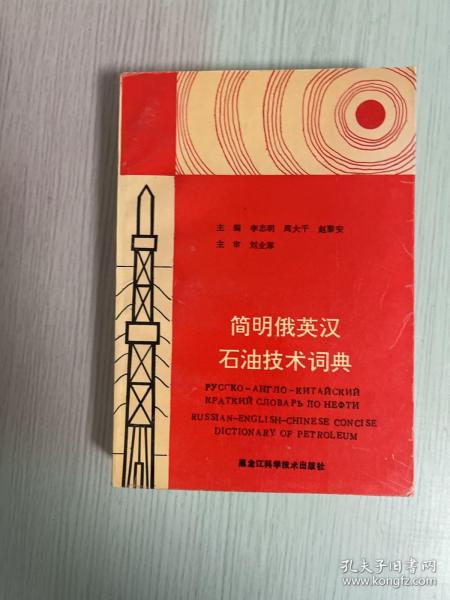 主 编 李志明 周大千 赵黎安
主 审 刘业厚
简明俄英汉
石油技术词典
РУССКО-АНГЛО-КИТАЙСКИЙ
КРАТКИЙ СЛОВАРЬ ПО НЕФТИ
RUSSIAN-ENGLISH-CHINESE CONCISE
DICTIONARY OF PETROLEUM
黑龙江科学技术出版社
孔夫子旧书网
www.kongfz.com